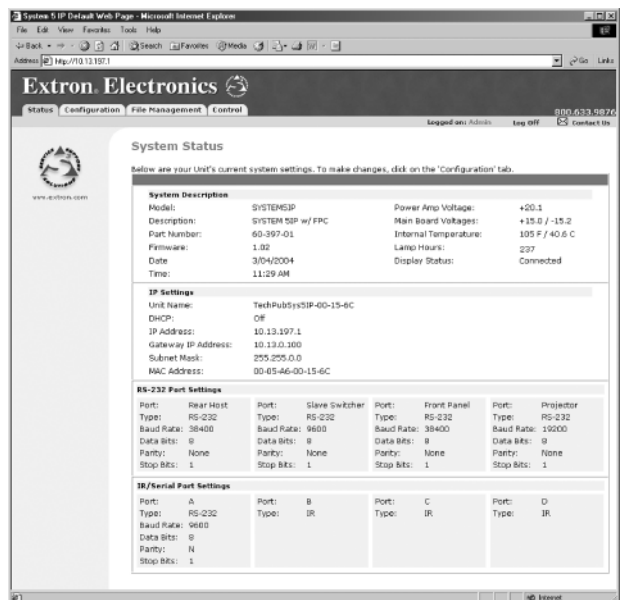 System 5 IP Default Web Page - Microsoft Internet Explorer
File Edit View Favorites Tools Help
Back Search Favorites Media
Address http://10.13.197.1 Go Links
Extron Electronics
Status Configuration File Management Control
800.633.9876
Logged on: Admin Log Off Contact Us
www.extron.com
System Status
Below are your Unit's current system settings. To make changes, click on the 'Configuration' tab.
System Description
Model: SYSTEM5IP Power Amp Voltage: +20.1
Description: SYSTEM 5IP w/ FPC Main Board Voltages: +15.0 / -15.2
Part Number: 60-397-01 Internal Temperature: 105 F / 40.6 C
Firmware: 1.02 Lamp Hours: 237
Date 3/04/2004 Display Status: Connected
Time: 11:29 AM
IP Settings
Unit Name: TechPubSys5IP-00-15-6C
DHCP: Off
IP Address: 10.13.197.1
Gateway IP Address: 10.13.0.100
Subnet Mask: 255.255.0.0
MAC Address: 00-05-A6-00-15-6C
RS-232 Port Settings
Port: Rear Host Port: Slave Switcher Port: Front Panel Port: Projector
Type: RS-232 Type: RS-232 Type: RS-232 Type: RS-232
Baud Rate: 38400 Baud Rate: 9600 Baud Rate: 38400 Baud Rate: 19200
Data Bits: 8 Data Bits: 8 Data Bits: 8 Data Bits: 8
Parity: None Parity: None Parity: None Parity: None
Stop Bits: 1 Stop Bits: 1 Stop Bits: 1 Stop Bits: 1
IR/Serial Port Settings
Port: A Port: B Port: C Port: D
Type: RS-232 Type: IR Type: IR Type: IR
Baud Rate: 9600
Data Bits: 8
Parity: N
Stop Bits: 1
Internet